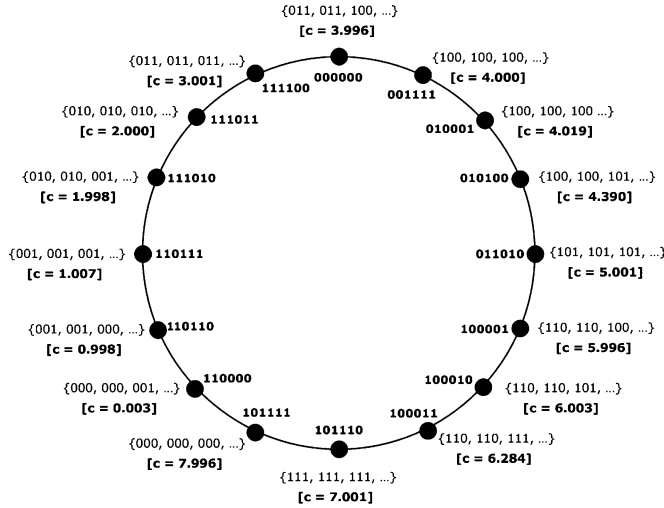 {011, 011, 100, …}
[c = 3.996]
000000
{100, 100, 100, …}
[c = 4.000]
001111
{100, 100, 100 …}
[c = 4.019]
010001
{100, 100, 101, …}
[c = 4.390]
010100
{101, 101, 101, …}
[c = 5.001]
011010
{110, 110, 100, …}
[c = 5.996]
100001
{110, 110, 101, …}
[c = 6.003]
100010
{110, 110, 111, …}
[c = 6.284]
100011
101110
{111, 111, 111, …}
[c = 7.001]
101111
{000, 000, 000, …}
[c = 7.996]
110000
{000, 000, 001, …}
[c = 0.003]
110110
{001, 001, 000, …}
[c = 0.998]
110111
{001, 001, 001, …}
[c = 1.007]
111010
{010, 010, 001, …}
[c = 1.998]
111011
{010, 010, 010, …}
[c = 2.000]
111100
{011, 011, 011, …}
[c = 3.001]